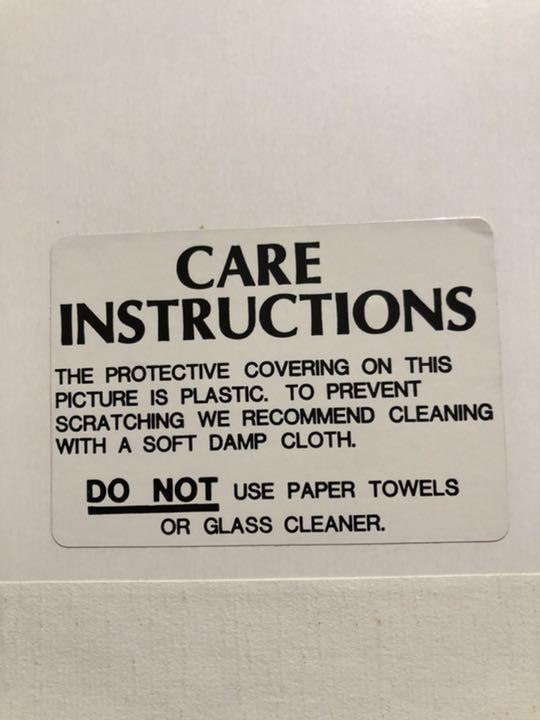 CARE
INSTRUCTIONS
THE PROTECTIVE COVERING ON THIS
PICTURE IS PLASTIC. TO PREVENT
SCRATCHING WE RECOMMEND CLEANING
WITH A SOFT DAMP CLOTH.
DO NOT USE PAPER TOWELS
OR GLASS CLEANER.